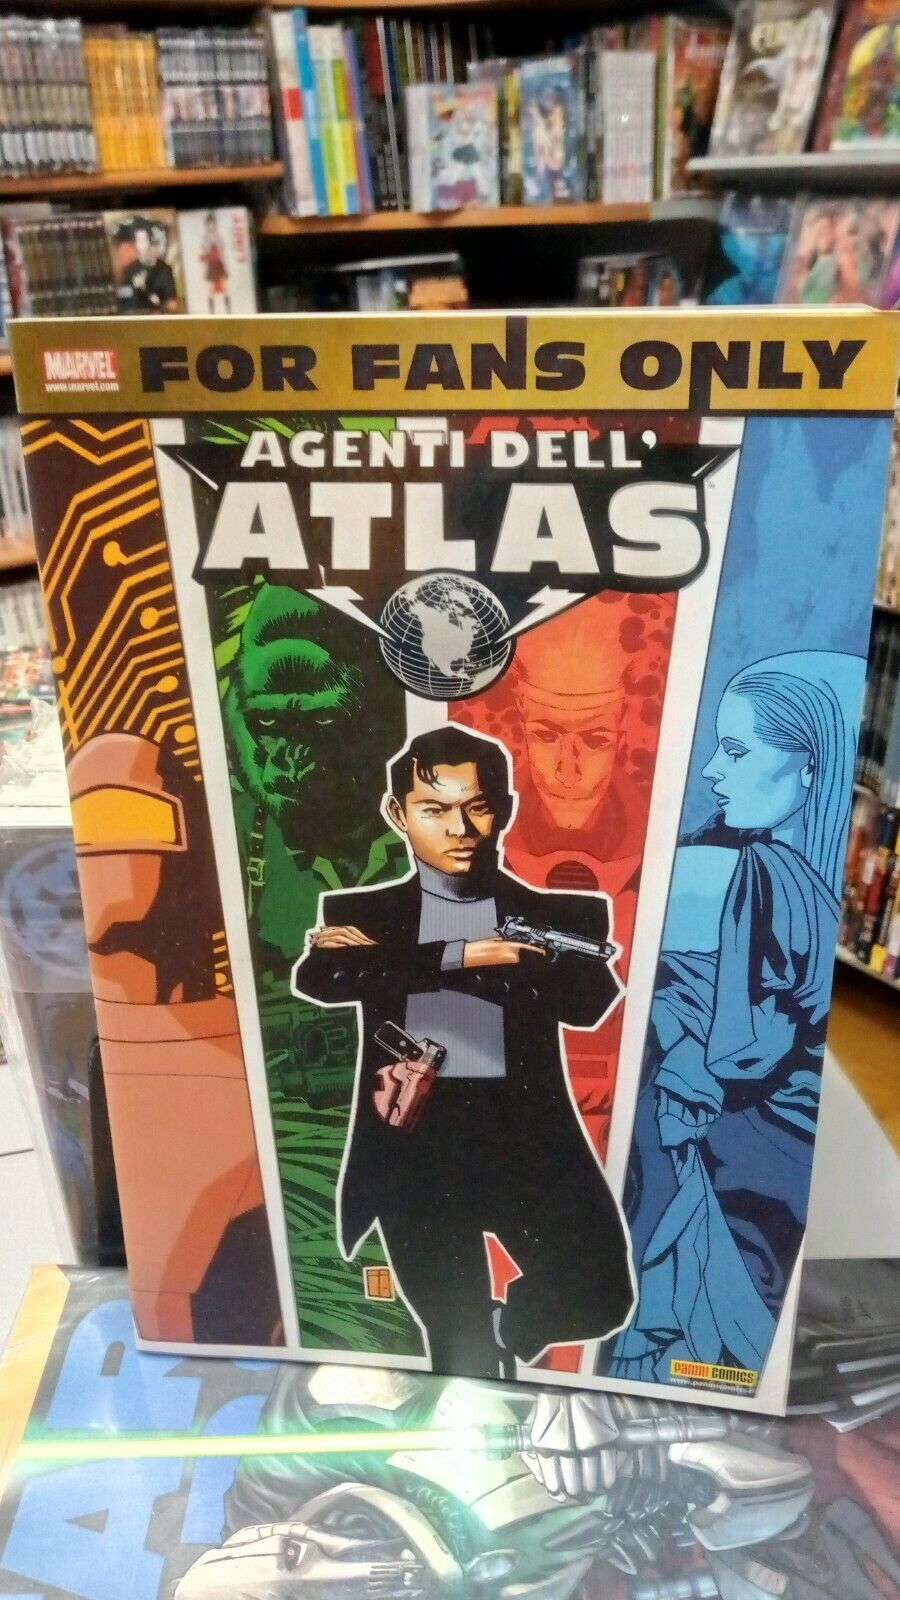 MARVEL
www.marvel.com
FOR FANS ONLY
AGENTI DELL'
ATLAS
PANINI COMICS